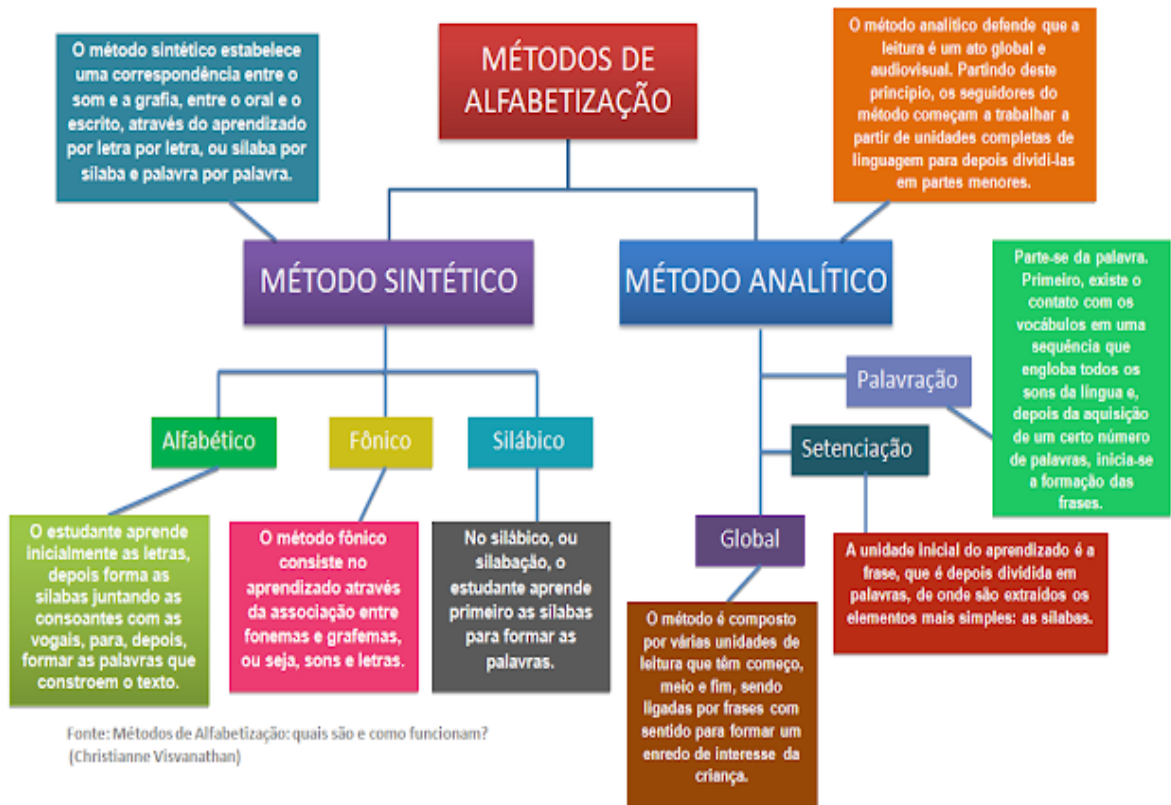 MÉTODOS DE
ALFABETIZAÇÃO
O método sintético estabelece
uma correspondência entre o
som e a grafia, entre o oral e o
escrito, através do aprendizado
por letra por letra, ou sílaba por
sílaba e palavra por palavra.
O método analítico defende que a
leitura é um ato global e
audiovisual. Partindo deste
princípio, os seguidores do
método começam a trabalhar a
partir de unidades completas de
linguagem para depois dividi-las
em partes menores.
MÉTODO SINTÉTICO
MÉTODO ANALÍTICO
Alfabético
Fônico
Silábico
O estudante aprende
inicialmente as letras,
depois forma as
sílabas juntando as
consoantes com as
vogais, para, depois,
formar as palavras que
constroem o texto.
O método fônico
consiste no
aprendizado através
da associação entre
fonemas e grafemas,
ou seja, sons e letras.
No silábico, ou
silabação, o
estudante aprende
primeiro as sílabas
para formar as
palavras.
Palavração
Parte-se da palavra.
Primeiro, existe o
contato com os
vocábulos em uma
sequência que
engloba todos os
sons da língua e,
depois da aquisição
de um certo número
de palavras, inicia-se
a formação das
frases.
Setenciação
A unidade inicial do aprendizado é a
frase, que é depois dividida em
palavras, de onde são extraídos os
elementos mais simples: as sílabas.
Global
O método é composto
por várias unidades de
leitura que têm começo,
meio e fim, sendo
ligadas por frases com
sentido para formar um
enredo de interesse da
criança.
Fonte: Métodos de Alfabetização: quais são e como funcionam?
(Christianne Visvanathan)